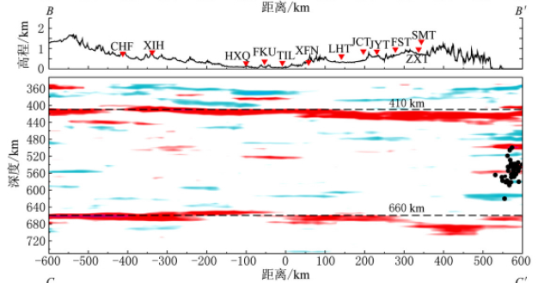 距离/km
B
B'
高程/km
2
1
0
CHF
XIH
HXQ
FKU
TIL
XFN
LHT
JCT
JYT
FST
SMT
ZXT
深度/km
360
400
440
480
520
560
600
640
680
720
410 km
660 km
-600
-500
-400
-300
-200
-100
0
100
200
300
400
500
600
距离/km
C
C'